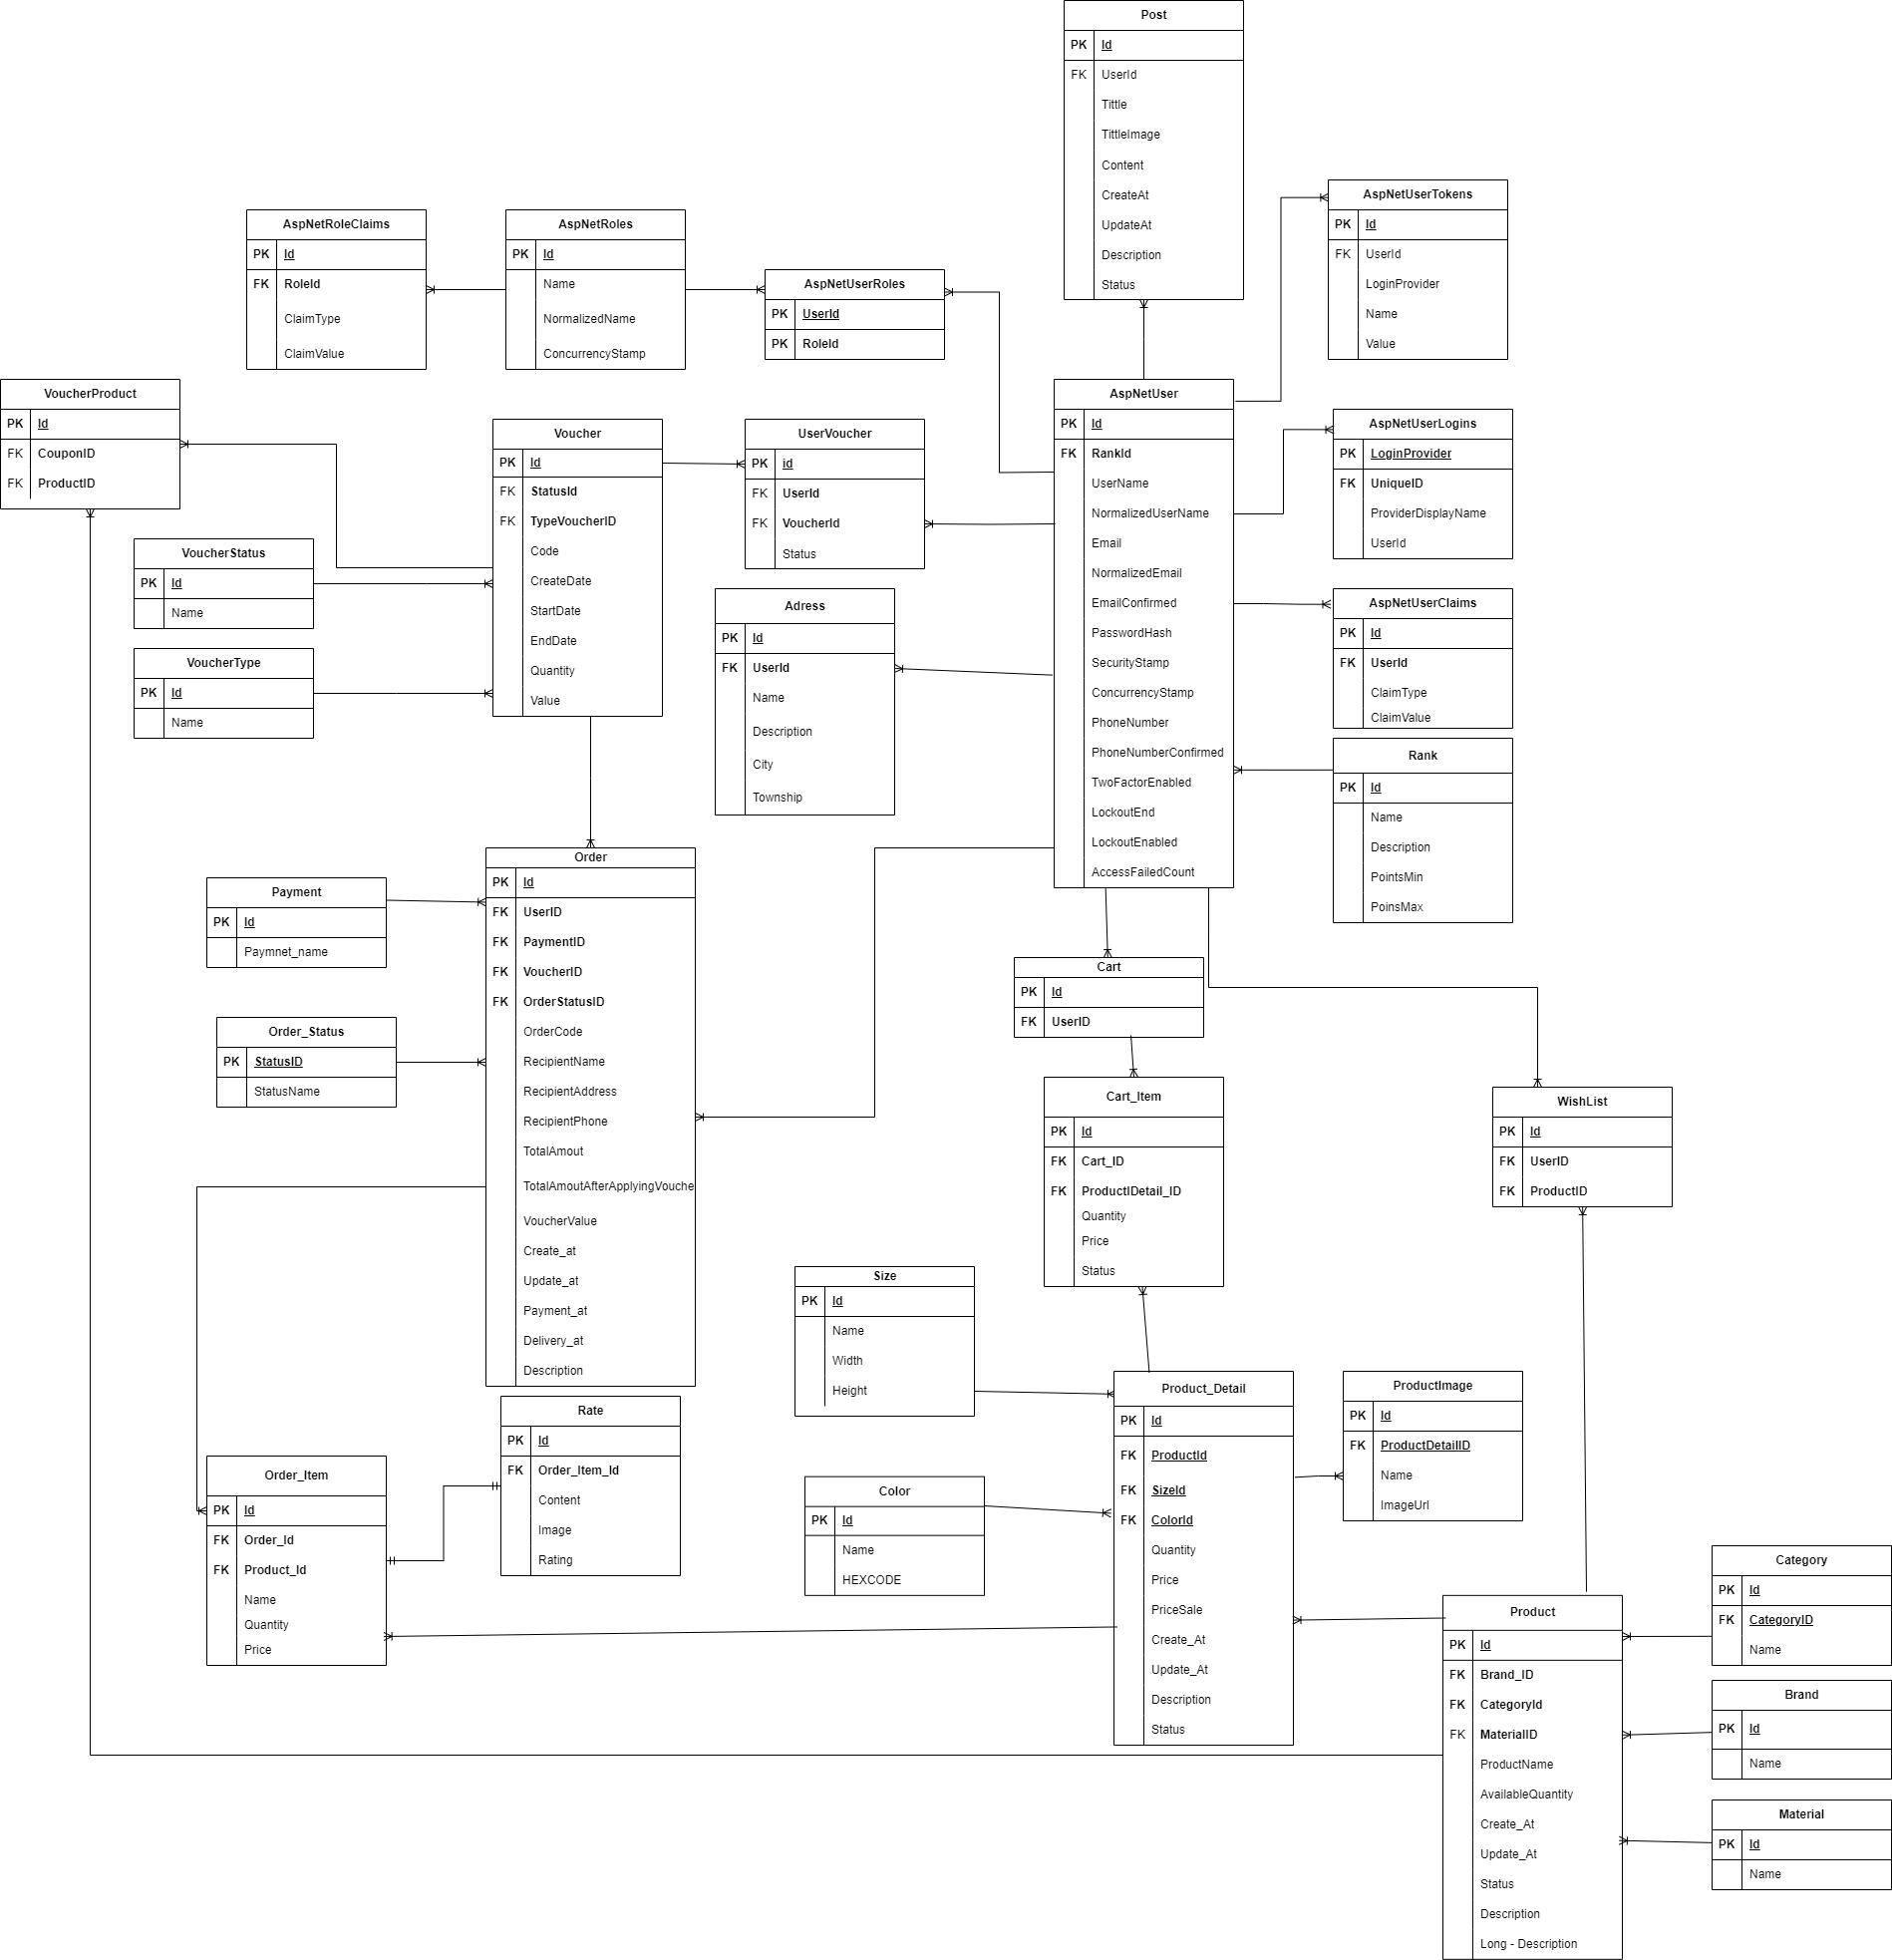 Post
PK Id
FK UserId
Tittle
TittleImage
Content
CreateAt
UpdateAt
Description
Status
AspNetUserTokens
PK Id
FK UserId
LoginProvider
Name
Value
AspNetRoleClaims
PK Id
FK RoleId
ClaimType
ClaimValue
AspNetRoles
PK Id
Name
NormalizedName
ConcurrencyStamp
AspNetUserRoles
PK UserId
PK RoleId
VoucherProduct
PK Id
FK CouponID
FK ProductID
Voucher
PK Id
FK StatusId
FK TypeVoucherID
Code
CreateDate
StartDate
EndDate
Quantity
Value
UserVoucher
PK id
FK UserId
FK VoucherId
Status
AspNetUser
PK Id
FK RankId
UserName
NormalizedUserName
Email
NormalizedEmail
EmailConfirmed
PasswordHash
SecurityStamp
ConcurrencyStamp
PhoneNumber
PhoneNumberConfirmed
TwoFactorEnabled
LockoutEnd
LockoutEnabled
AccessFailedCount
AspNetUserLogins
PK LoginProvider
FK UniqueID
ProviderDisplayName
UserId
VoucherStatus
PK Id
Name
VoucherType
PK Id
Name
Adress
PK Id
FK UserId
Name
Description
City
Township
AspNetUserClaims
PK Id
FK UserId
ClaimType
ClaimValue
Rank
PK Id
Name
Description
PointsMin
PoinsMax
Order
PK Id
FK UserID
FK PaymentID
FK VoucherID
FK OrderStatusID
OrderCode
RecipientName
RecipientAddress
RecipientPhone
TotalAmout
TotalAmoutAfterApplyingVouche
VoucherValue
Create_at
Update_at
Payment_at
Delivery_at
Description
Payment
PK Id
Paymnet_name
Order_Status
PK StatusID
StatusName
Cart
PK Id
FK UserID
Cart_Item
PK Id
FK Cart_ID
FK ProductIDetail_ID
Quantity
Price
Status
WishList
PK Id
FK UserID
FK ProductID
Size
PK Id
Name
Width
Height
Product_Detail
PK Id
FK ProductId
FK SizeId
FK ColorId
Quantity
Price
PriceSale
Create_At
Update_At
Description
Status
ProductImage
PK Id
FK ProductDetailID
Name
ImageUrl
Rate
PK Id
FK Order_Item_Id
Content
Image
Rating
Order_Item
PK Id
FK Order_Id
FK Product_Id
Name
Quantity
Price
Color
PK Id
Name
HEXCODE
Product
PK Id
FK Brand_ID
FK CategoryId
FK MaterialID
ProductName
AvailableQuantity
Create_At
Update_At
Status
Description
Long - Description
Category
PK Id
FK CategoryID
Name
Brand
PK Id
Name
Material
PK Id
Name